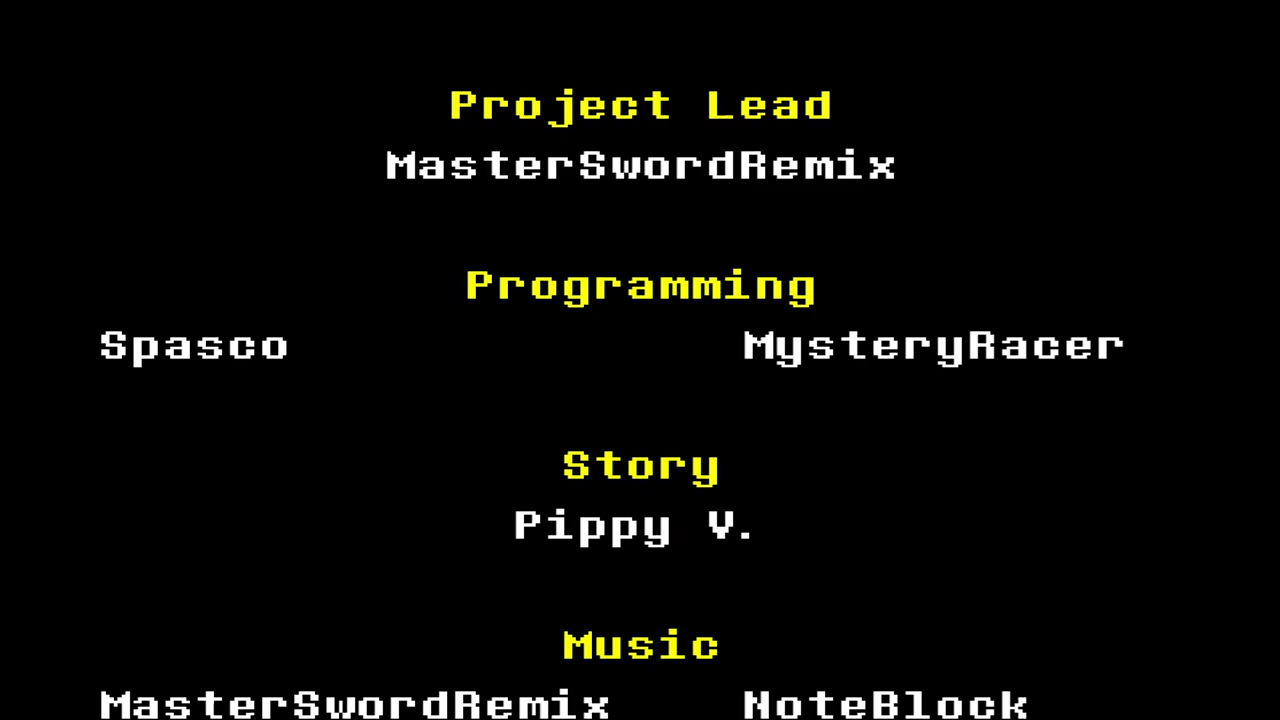 Project Lead
MasterSwordRemix
Programming
Spasco MysteryRacer
Story
Pippy V.
Music
MasterSwordRemix NoteBlock